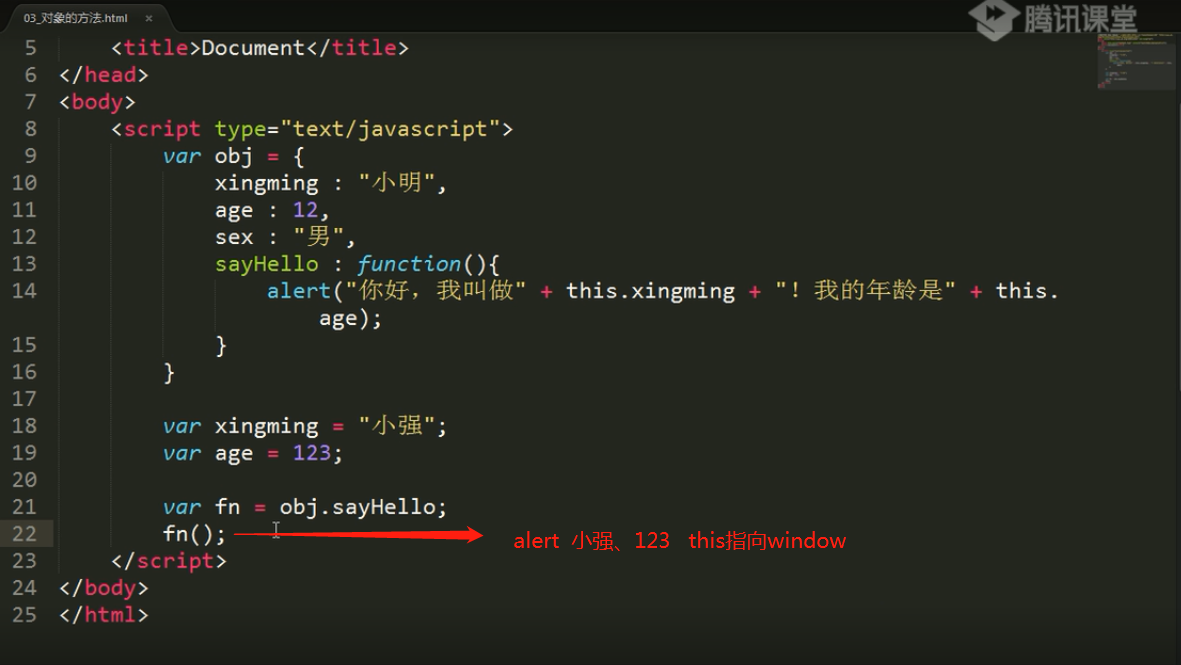 03_对象的方法.html ×
腾讯课堂
5 <title>Document</title>
6 </head>
7 <body>
8 <script type="text/javascript">
9 var obj = {
10 xingming : "小明",
11 age : 12,
12 sex : "男",
13 sayHello : function(){
14 alert("你好，我叫做" + this.xingming + "！我的年龄是" + this.
age);
15 }
16 }
17
18 var xingming = "小强";
19 var age = 123;
20
21 var fn = obj.sayHello;
22 fn(); alert 小强、123 this指向window
23 </script>
24 </body>
25 </html>